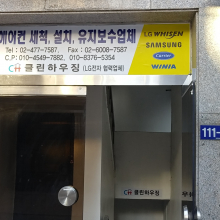 에어컨 세척, 설치, 유지보수업체
LG WHISEN
SAMSUNG
Tel : 02-477-7587, Fax : 02-6008-7587
Carrier
C.P: 010-4549-7882, 010-8376-5354
WINIA
CH 클린하우징 (LG전자 협력업체)
CH 클린하우징
111-